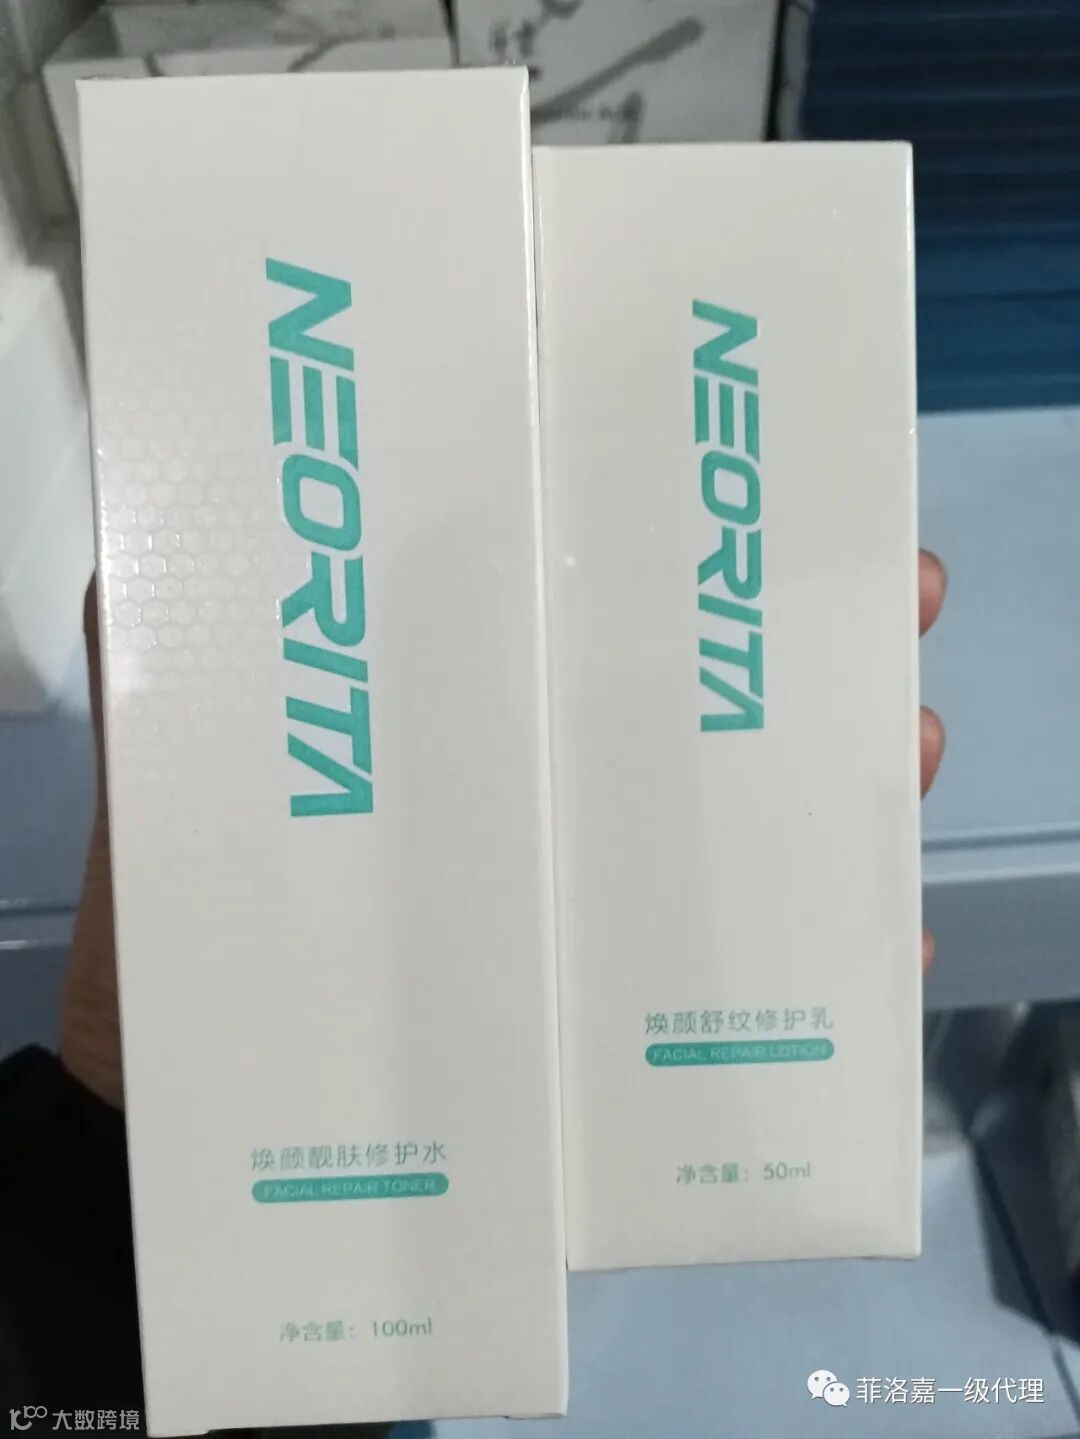 NEORITA
焕颜靓肤修护水
FACIAL REPAIR TONER
净含量：100ml
NEORITA
焕颜舒纹修护乳
FACIAL REPAIR LOTION
净含量：50ml
菲洛嘉一级代理
大数跨境